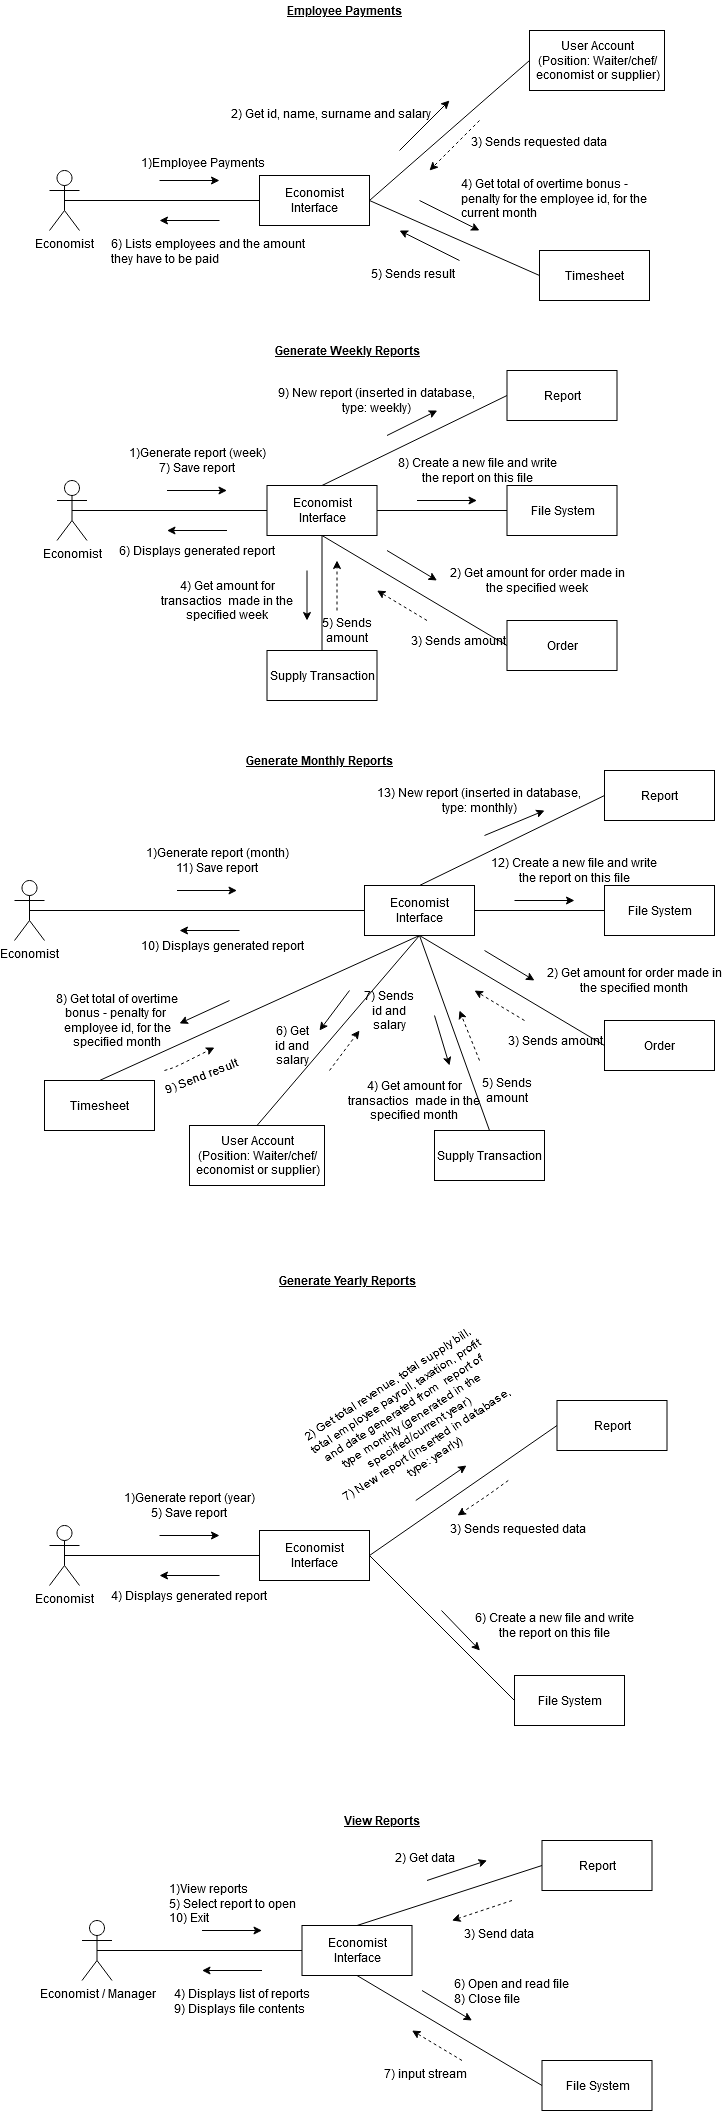 Employee Payments
User Account
(Position: Waiter/chef/
economist or supplier)
2) Get id, name, surname and salary
3) Sends requested data
1)Employee Payments
4) Get total of overtime bonus -
penalty for the employee id, for the
current month
Economist
Interface
Economist
6) Lists employees and the amount
they have to be paid
5) Sends result
Timesheet
Generate Weekly Reports
9) New report (inserted in database,
type: weekly)
Report
1)Generate report (week)
7) Save report
8) Create a new file and write
the report on this file
Economist
Interface
File System
Economist
6) Displays generated report
4) Get amount for
transactios made in the
specified week
2) Get amount for order made in
the specified week
5) Sends
amount
3) Sends amount
Order
Supply Transaction
Generate Monthly Reports
13) New report (inserted in database,
type: monthly)
Report
1)Generate report (month)
11) Save report
12) Create a new file and write
the report on this file
Economist
Interface
File System
Economist
10) Displays generated report
2) Get amount for order made in
the specified month
8) Get total of overtime
bonus - penalty for
employee id, for the
specified month
7) Sends
id and
salary
6) Get
id and
salary
3) Sends amount
Order
9) Send result
4) Get amount for
transactios made in the
specified month
5) Sends
amount
Timesheet
User Account
(Position: Waiter/chef/
economist or supplier)
Supply Transaction
Generate Yearly Reports
2) Get total revenue, total supply bill,
total employee payroll, taxation, profit
and date generated from report of
type monthly (generated in the
specified/current year)
7) New report (inserted in database,
type: yearly)
Report
1)Generate report (year)
5) Save report
3) Sends requested data
Economist
Interface
Economist
4) Displays generated report
6) Create a new file and write
the report on this file
File System
View Reports
2) Get data
Report
1)View reports
5) Select report to open
10) Exit
3) Send data
Economist
Interface
Economist / Manager
4) Displays list of reports
9) Displays file contents
6) Open and read file
8) Close file
7) input stream
File System